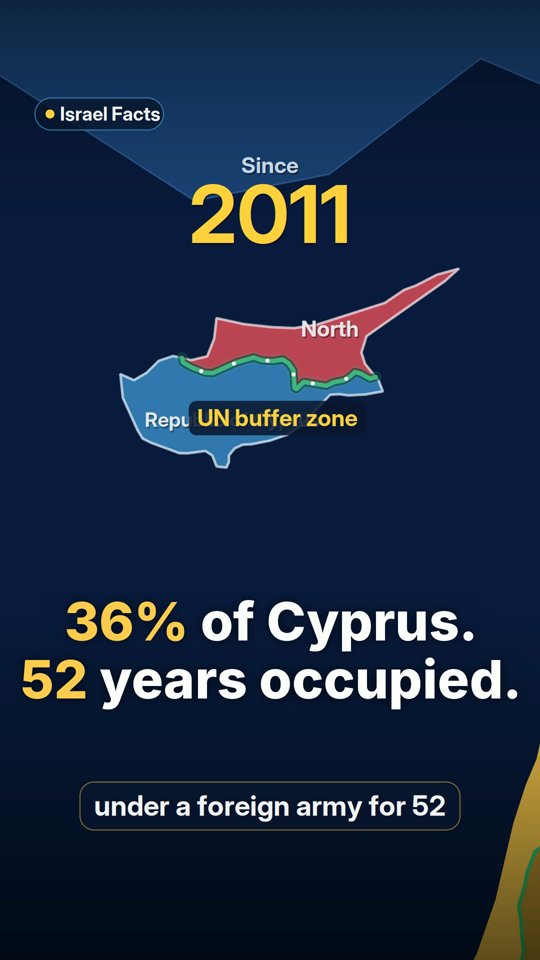 Israel Facts
Since
2011
North
Repu
UN buffer zone
36% of Cyprus.
52 years occupied.
under a foreign army for 52